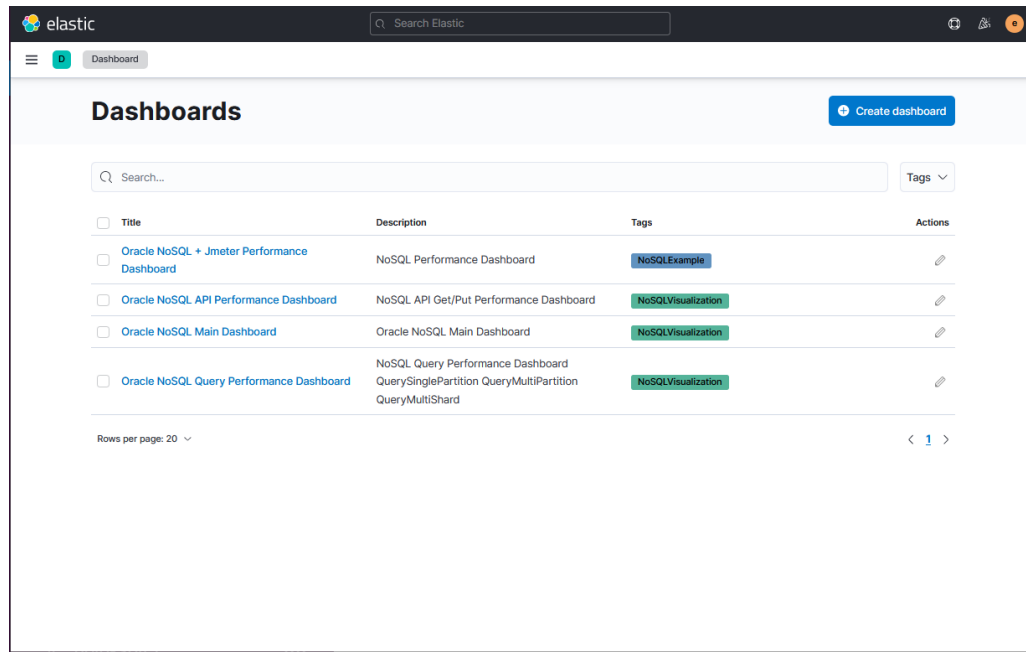 elastic
Search Elastic
e
D
Dashboard
Dashboards
Create dashboard
Search...
Tags
Title Description Tags Actions
Oracle NoSQL + Jmeter Performance
Dashboard
NoSQL Performance Dashboard
NoSQLExample
Oracle NoSQL API Performance Dashboard
NoSQL API Get/Put Performance Dashboard
NoSQLVisualization
Oracle NoSQL Main Dashboard
Oracle NoSQL Main Dashboard
NoSQLVisualization
Oracle NoSQL Query Performance Dashboard
NoSQL Query Performance Dashboard
QuerySinglePartition QueryMultiPartition
QueryMultiShard
NoSQLVisualization
Rows per page: 20
1